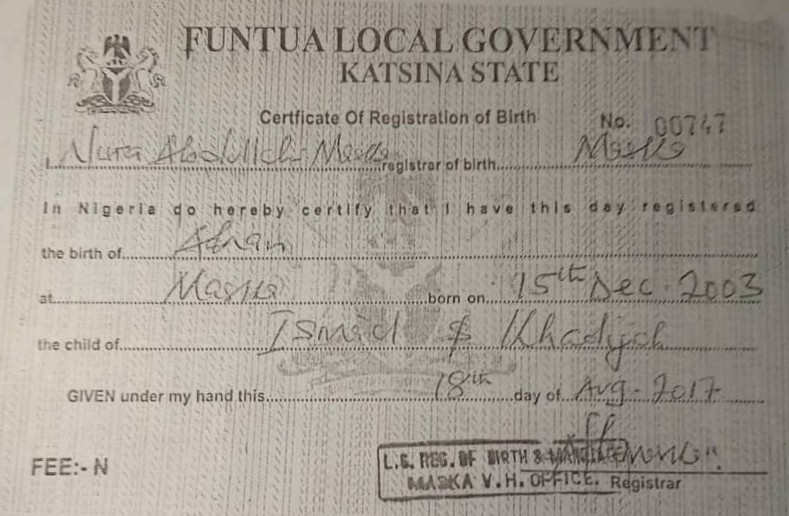 FUNTUA LOCAL GOVERNMENT
KATSINA STATE
Certficate Of Registration of Birth No. 00747
I, Nura Abdullahi Maska registrar of birth Maska
In Nigeria do hereby certify that I have this day registered
the birth of Adnan
at Maska born on 15th Dec. 2003
the child of Ismail $ Khadijah
GIVEN under my hand this 18th day of Aug. 2017
FEE:- N
L.G. REG. OF BIRTH &
MASKA V.H. OFFICE. Registrar